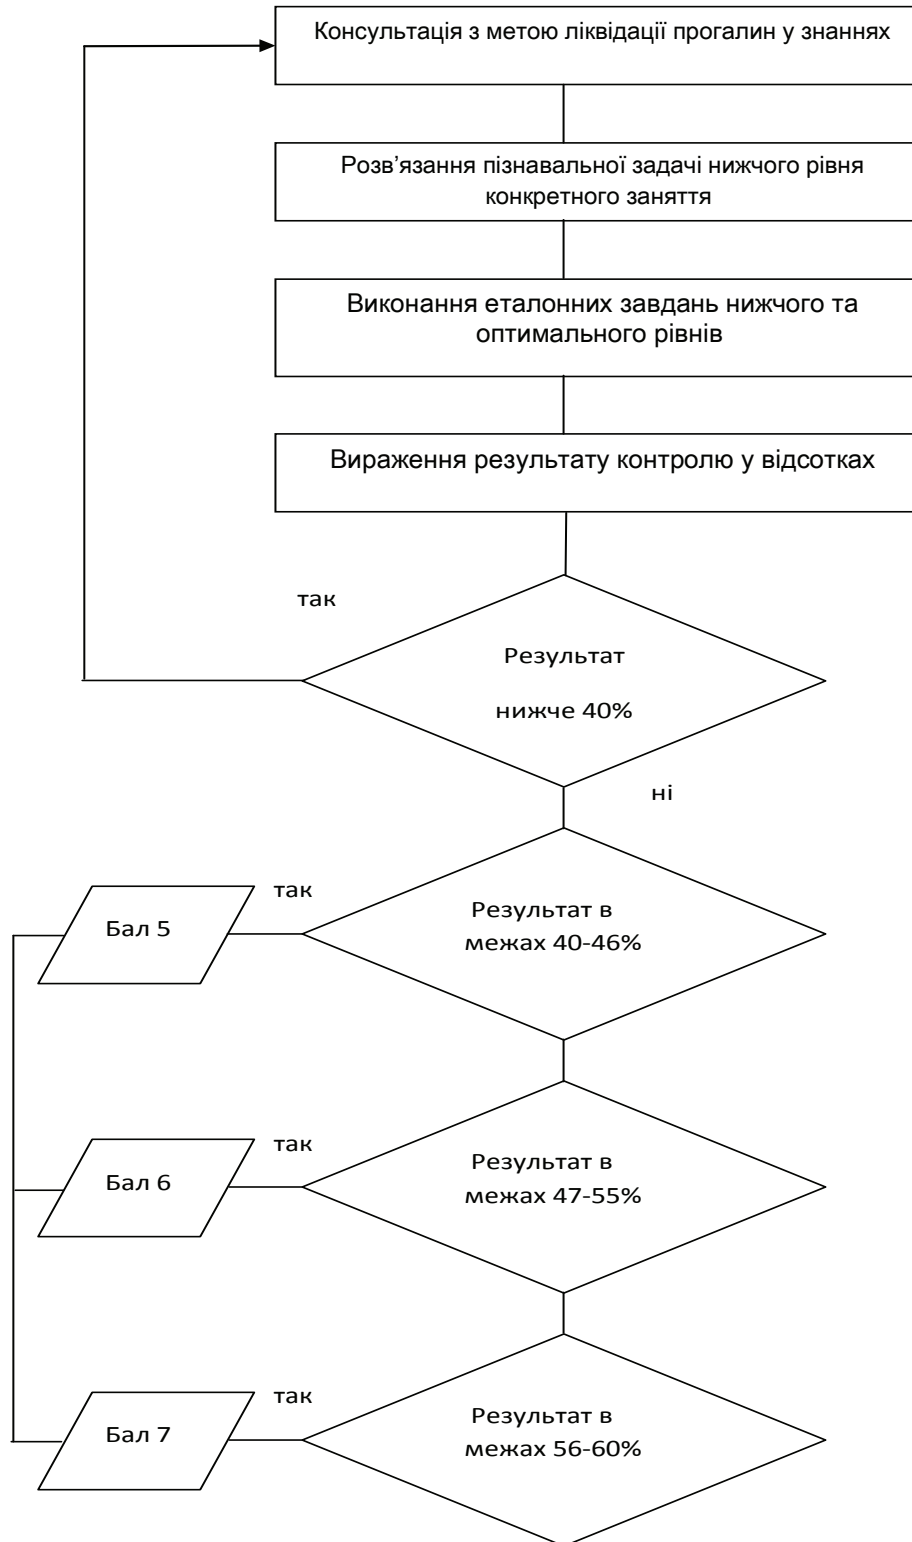 Консультація з метою ліквідації прогалин у знаннях
Розв’язання пізнавальної задачі нижчого рівня
конкретного заняття
Виконання еталонних завдань нижчого та
оптимального рівнів
Вираження результату контролю у відсотках
так
Результат
нижче 40%
ні
так
Бал 5
Результат в
межах 40-46%
так
Бал 6
Результат в
межах 47-55%
так
Бал 7
Результат в
межах 56-60%